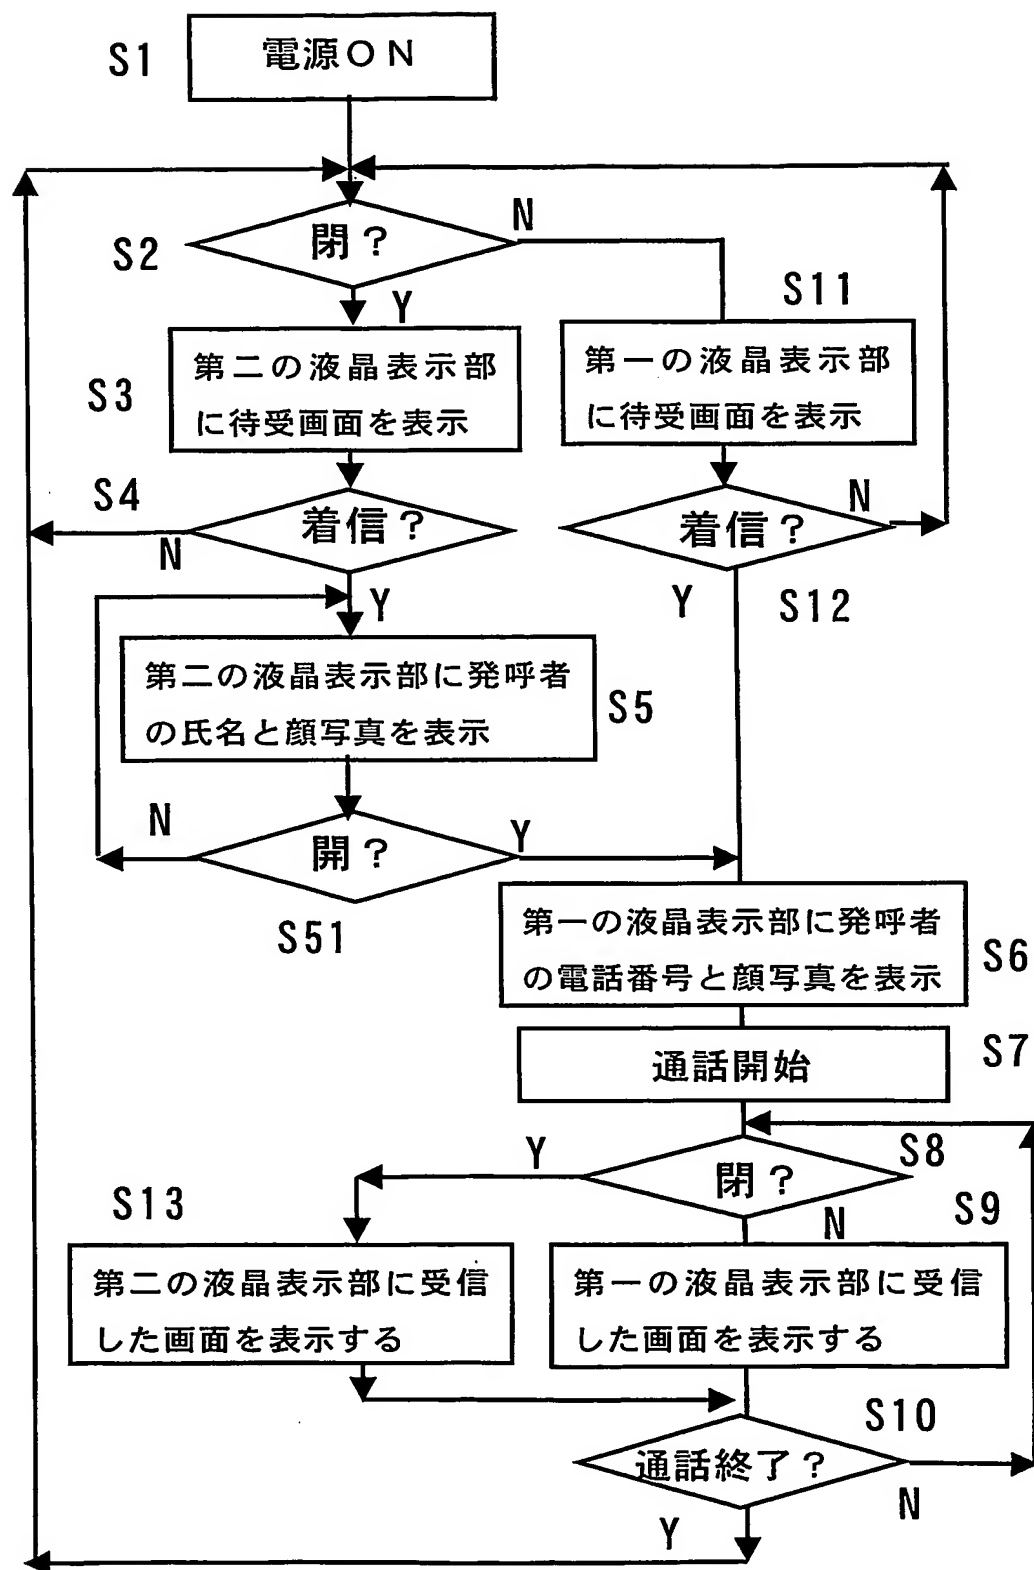 S1
電源ON
S2
閉？
N
Y
S11
S3
第二の液晶表示部
に待受画面を表示
第一の液晶表示部
に待受画面を表示
S4
着信？
N
Y
着信？
N
Y
S12
第二の液晶表示部に発呼者
の氏名と顔写真を表示
S5
N
開？
Y
S51
第一の液晶表示部に発呼者
の電話番号と顔写真を表示
S6
通話開始
S7
Y
閉？
S8
N
S13
S9
第二の液晶表示部に受信
した画面を表示する
第一の液晶表示部に受信
した画面を表示する
S10
通話終了？
N
Y